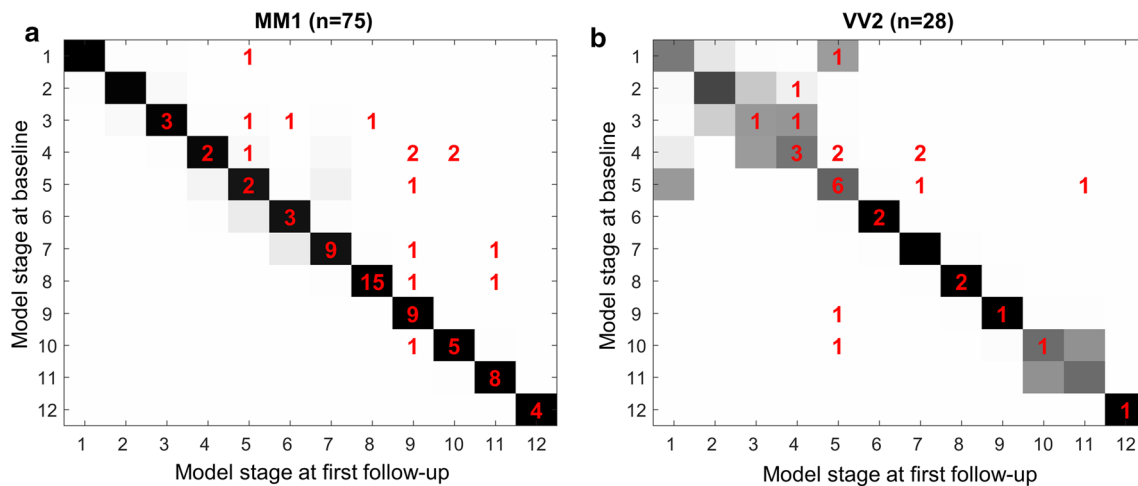 a
MM1 (n=75)
1 1
2
3 3 1 1 1
4 2 1 2 2
5 2 1
6 3
7 9 1 1
8 15 1 1
9 9
10 1 5
11 8
12 4
1 2 3 4 5 6 7 8 9 10 11 12
Model stage at baseline
Model stage at first follow-up
b
VV2 (n=28)
1 1
2 1
3 1 1
4 3 2 2
5 6 1 1
6 2
7
8 2
9 1 1
10 1 1
11
12 1
1 2 3 4 5 6 7 8 9 10 11 12
Model stage at baseline
Model stage at first follow-up